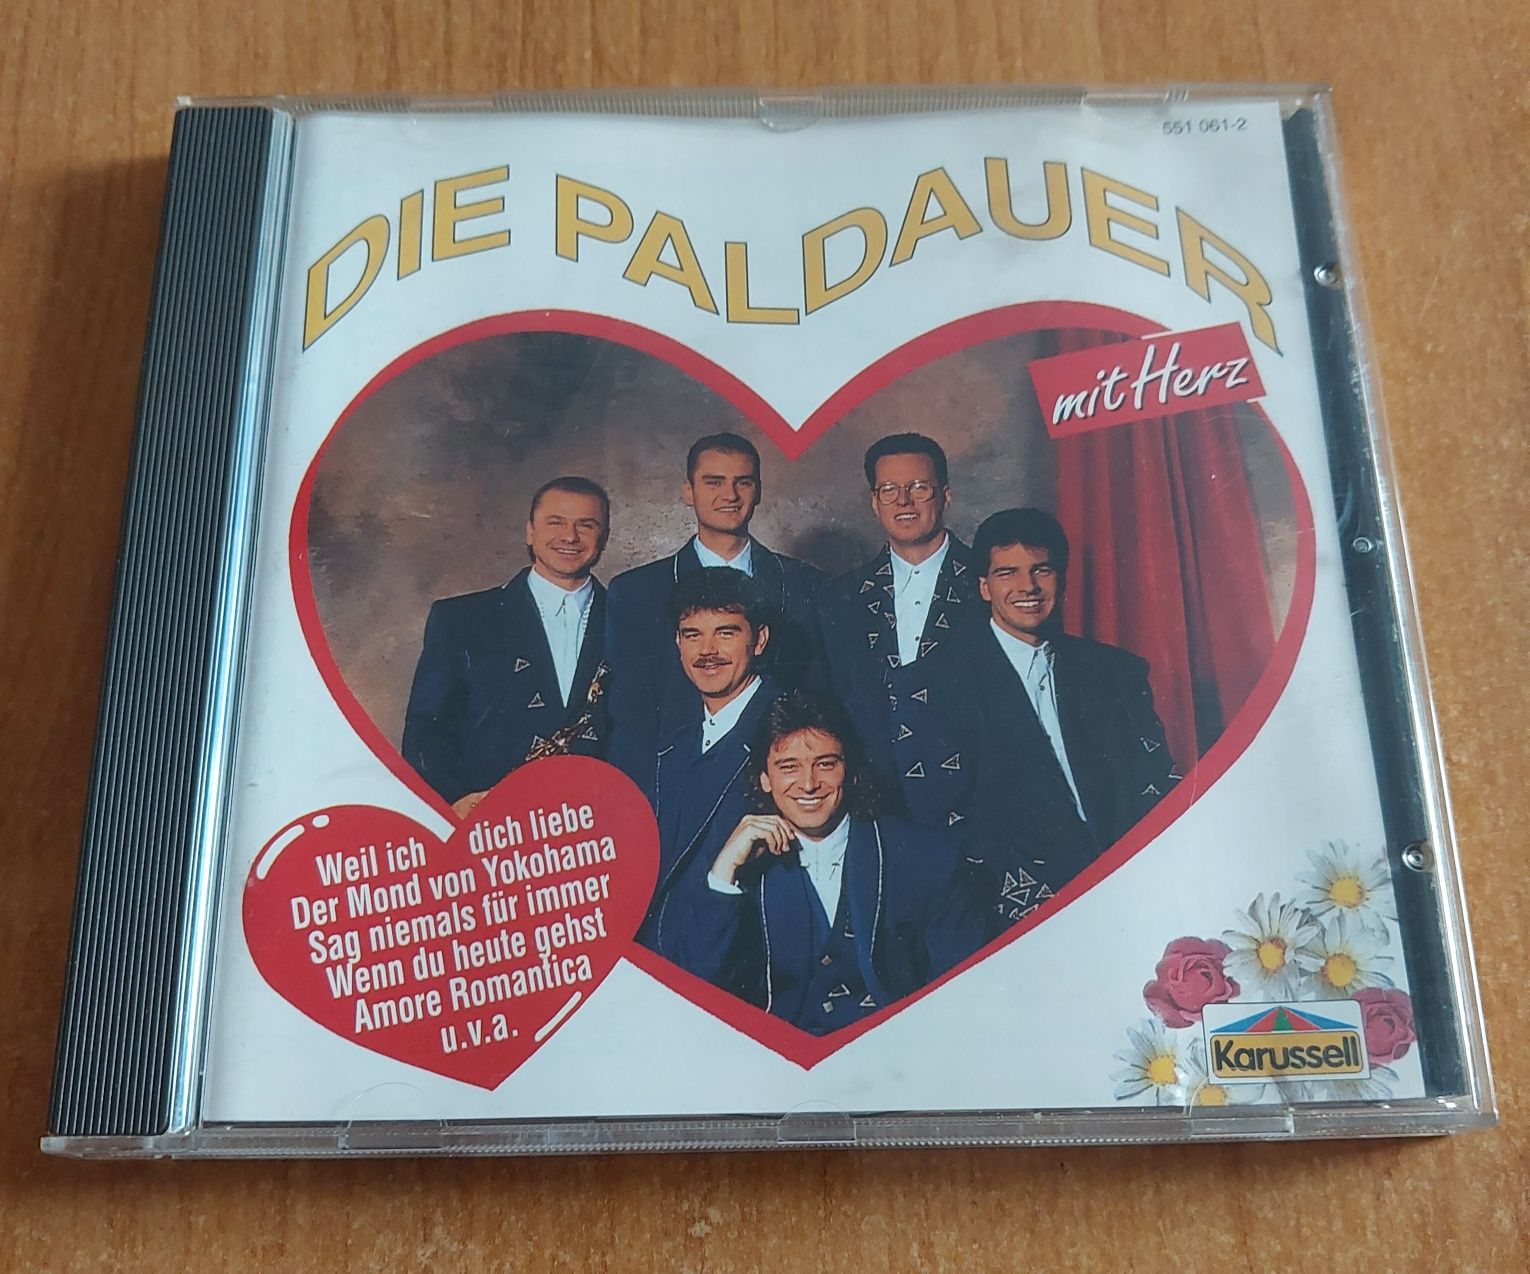 551 061-2
DIE PALDAUER
mit Herz
Weil ich dich liebe
Der Mond von Yokohama
Sag niemals für immer
Wenn du heute gehst
Amore Romantica
u.v.a.
Karussell